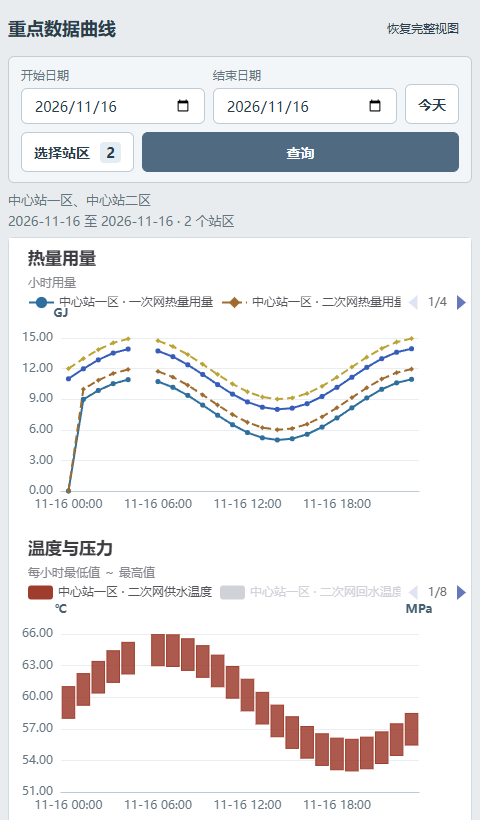 重点数据曲线
恢复完整视图
开始日期
结束日期
2026/11/16
2026/11/16
今天
选择站区 2
查询
中心站一区、中心站二区
2026-11-16 至 2026-11-16 · 2 个站区
热量用量
小时用量
中心站一区 · 一次网热量用量
中心站一区 · 二次网热量用量
1/4
GJ
15.00
12.00
9.00
6.00
3.00
0.00
11-16 00:00
11-16 06:00
11-16 12:00
11-16 18:00
温度与压力
每小时最低值 ~ 最高值
中心站一区 · 二次网供水温度
中心站一区 · 二次网回水温度
1/8
℃
MPa
66.00
63.00
60.00
57.00
54.00
51.00
11-16 00:00
11-16 06:00
11-16 12:00
11-16 18:00